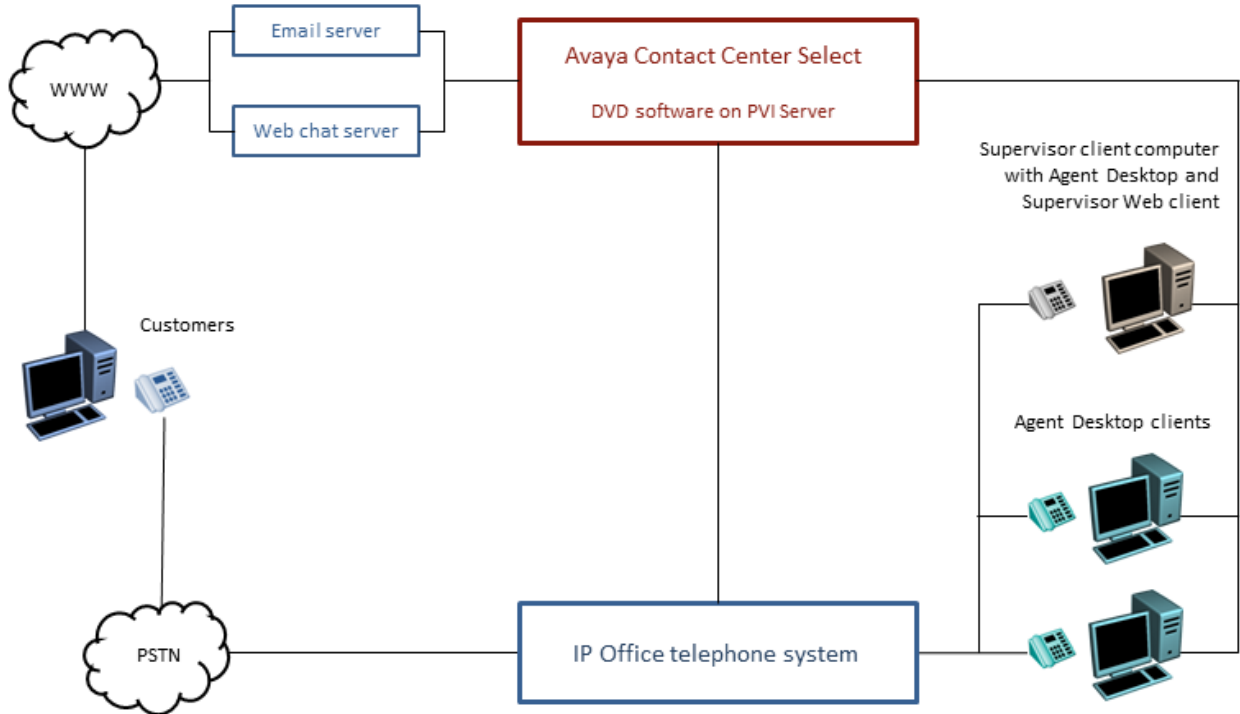 Email server
Avaya Contact Center Select
WWW
DVD software on PVI Server
Web chat server
Supervisor client computer
with Agent Desktop and
Supervisor Web client
Customers
Agent Desktop clients
PSTN
IP Office telephone system